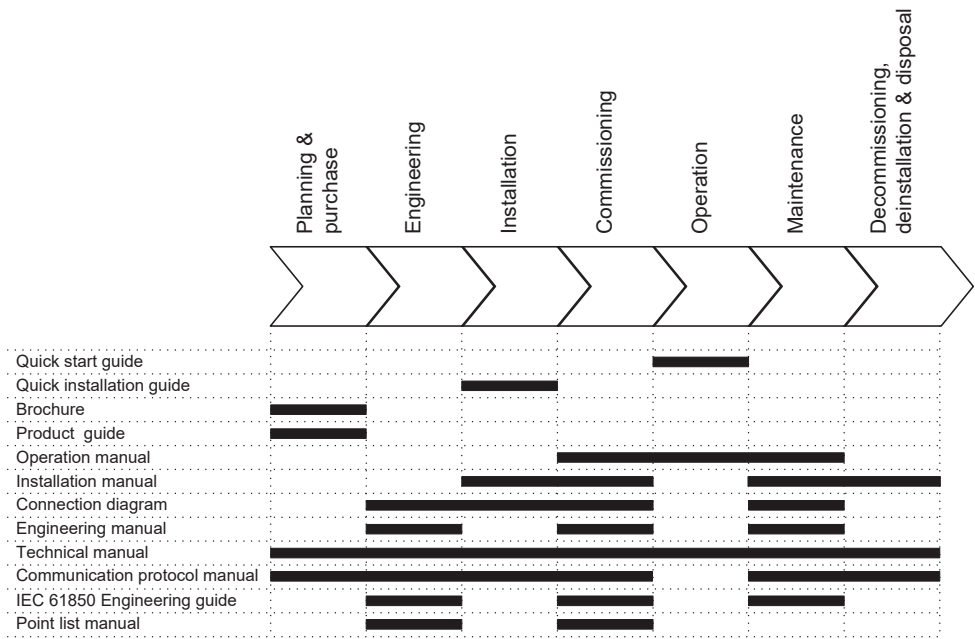 Planning &
purchase
Engineering
Installation
Commissioning
Operation
Maintenance
Decommissioning,
deinstallation & disposal
Quick start guide
Quick installation guide
Brochure
Product guide
Operation manual
Installation manual
Connection diagram
Engineering manual
Technical manual
Communication protocol manual
IEC 61850 Engineering guide
Point list manual